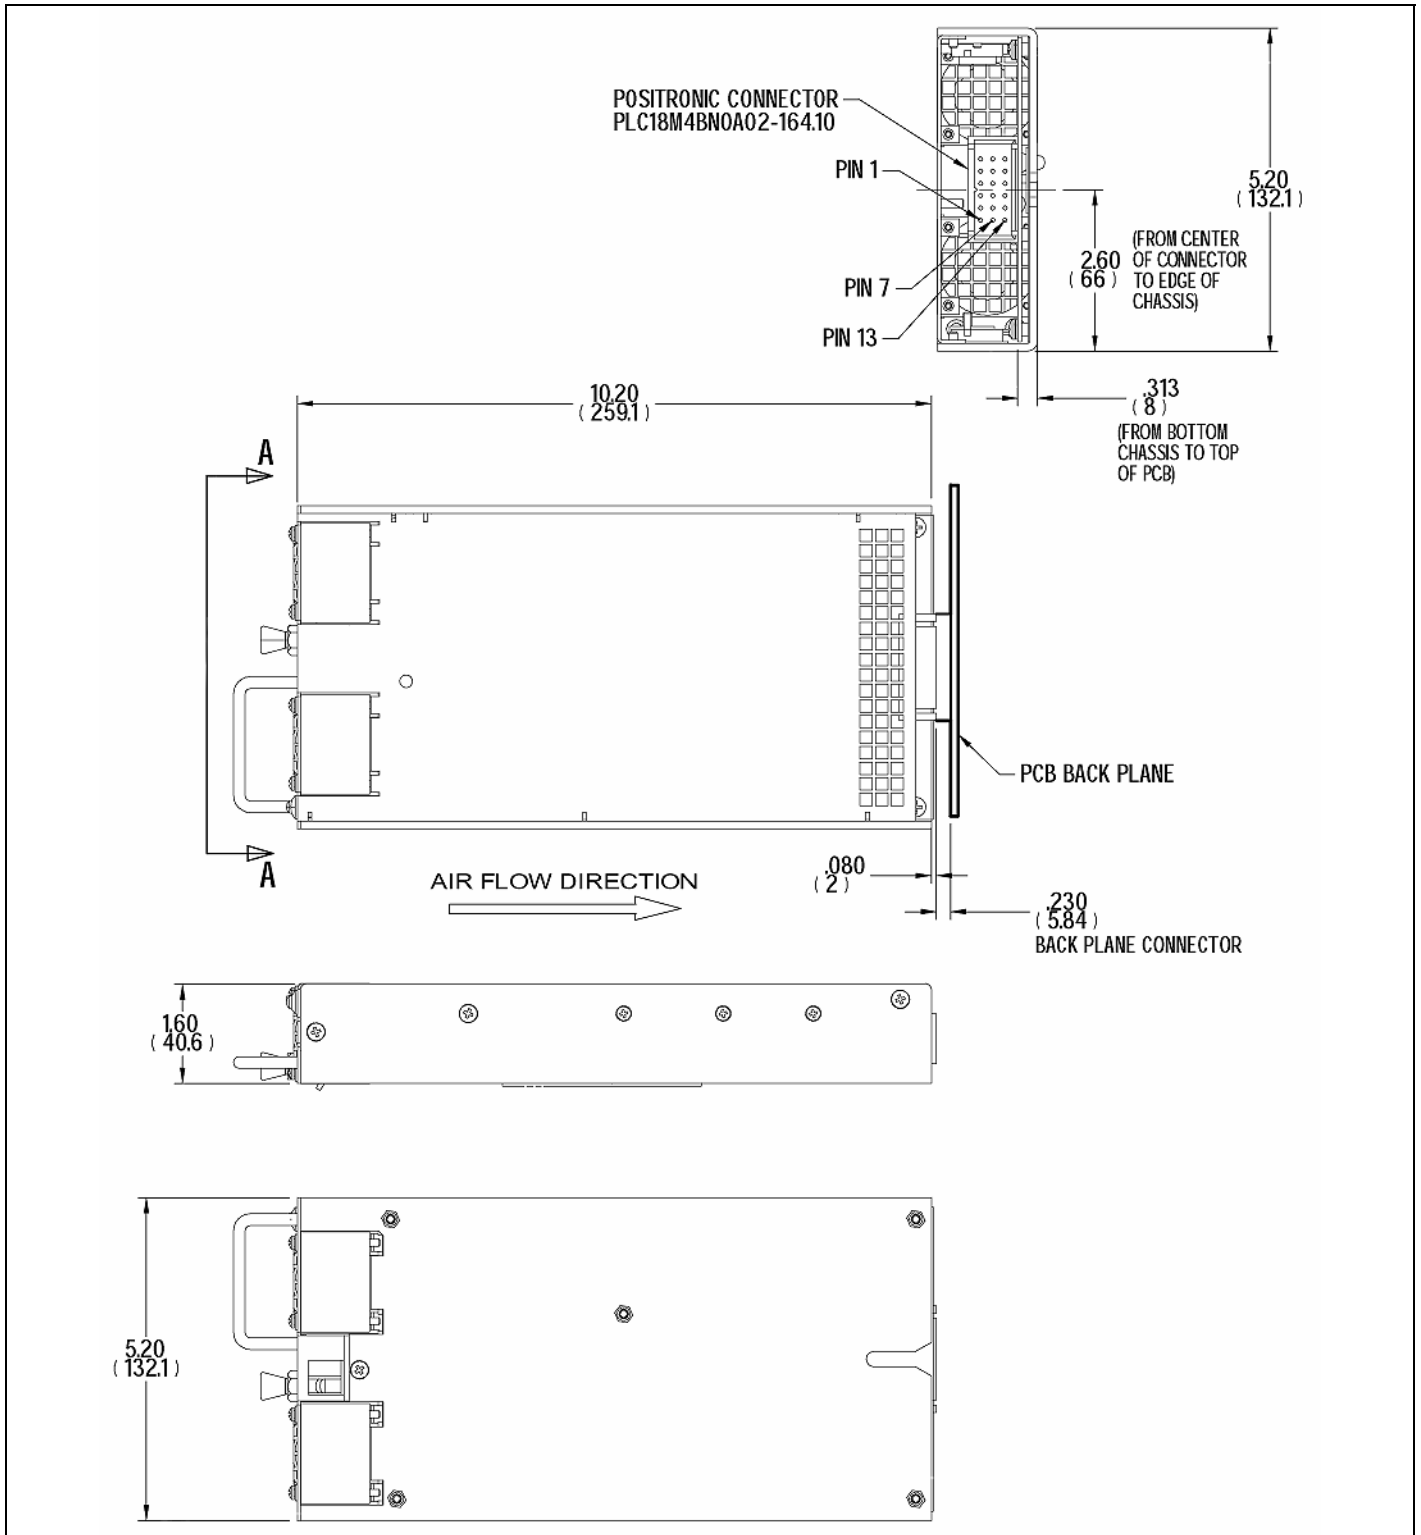 POSITRONIC CONNECTOR
PLC18M4BN0A02-164.10
PIN 1
PIN 7
PIN 13
5.20
(132.1)
2.60
(66)
(FROM CENTER
OF CONNECTOR
TO EDGE OF
CHASSIS)
.313
(8)
(FROM BOTTOM
CHASSIS TO TOP
OF PCB)
10.20
(259.1)
A
PCB BACK PLANE
A
AIR FLOW DIRECTION
.080
(2)
.230
(5.84)
BACK PLANE CONNECTOR
1.60
(40.6)
5.20
(132.1)